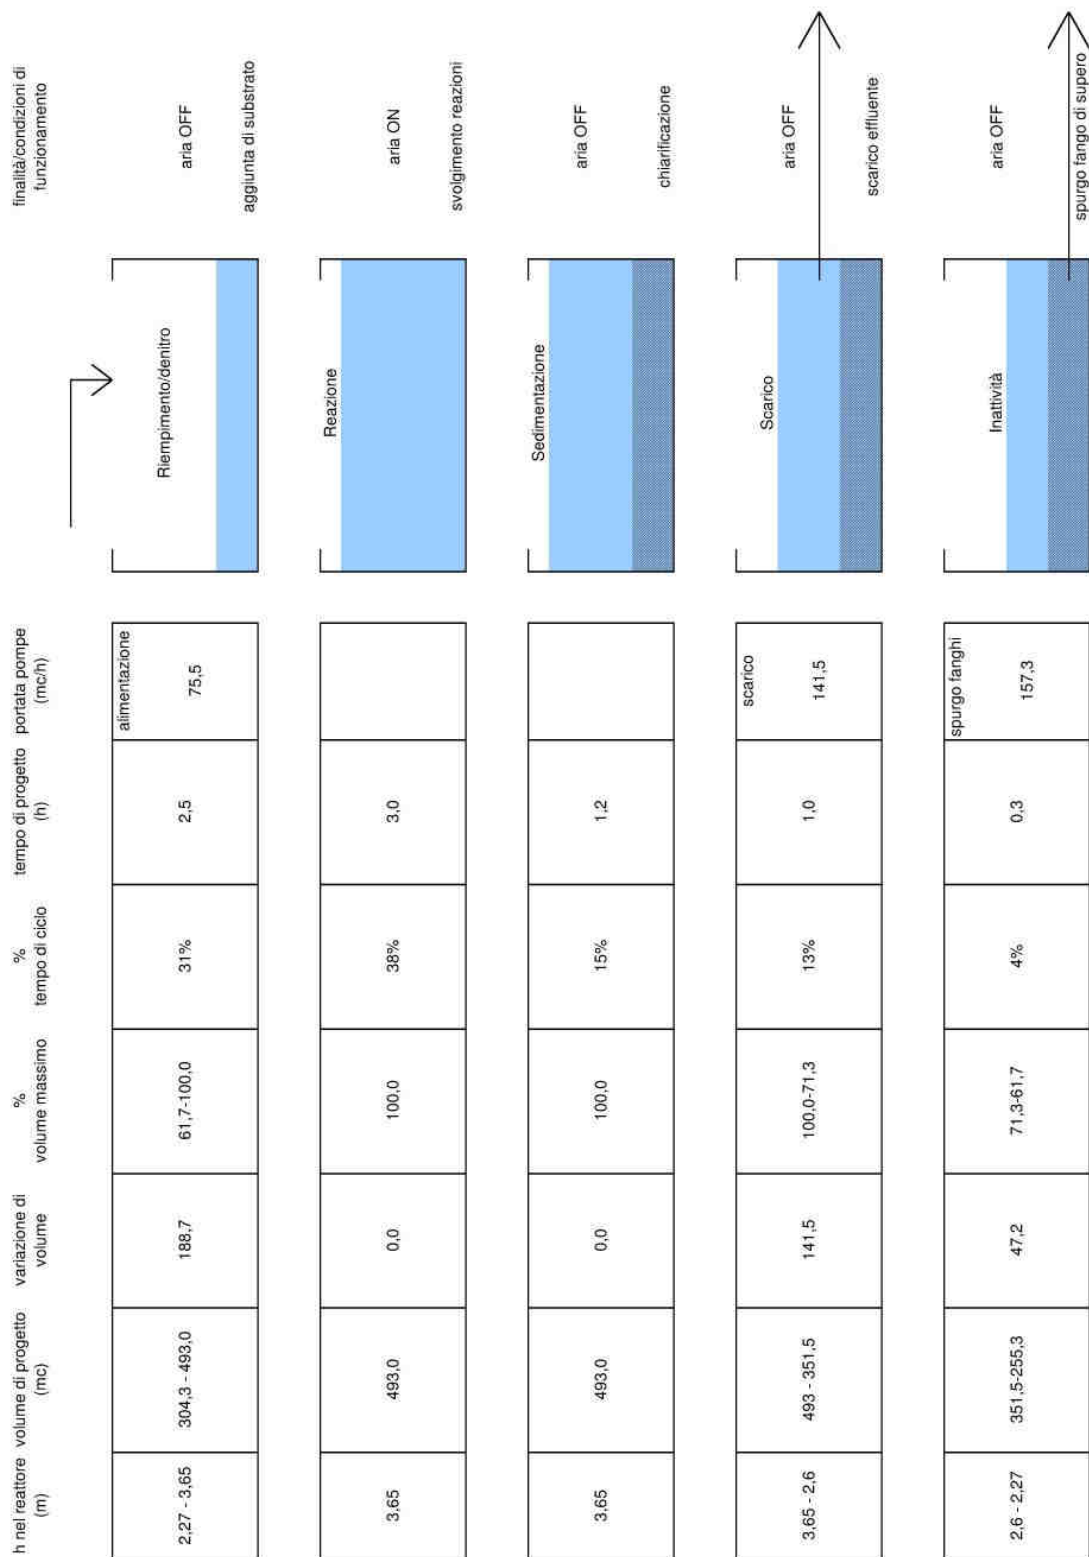 h nel reattore
(m)
volume di progetto
(mc)
variazione di
volume
%
volume massimo
%
tempo di ciclo
tempo di progetto
(h)
portata pompe
(mc/h)
finalità/condizioni di
funzionamento
2,27 - 3,65
304,3 - 493,0
188,7
61,7-100,0
31%
2,5
alimentazione
75,5
Riempimento/denitro
aria OFF
aggiunta di substrato
3,65
493,0
0,0
100,0
38%
3,0
Reazione
aria ON
svolgimento reazioni
3,65
493,0
0,0
100,0
15%
1,2
Sedimentazione
aria OFF
chiarificazione
3,65 - 2,6
493 - 351,5
141,5
100,0-71,3
13%
1,0
scarico
141,5
Scarico
aria OFF
scarico effluente
2,6 - 2,27
351,5-255,3
47,2
71,3-61,7
4%
0,3
spurgo fanghi
157,3
Inattività
aria OFF
spurgo fango di supero